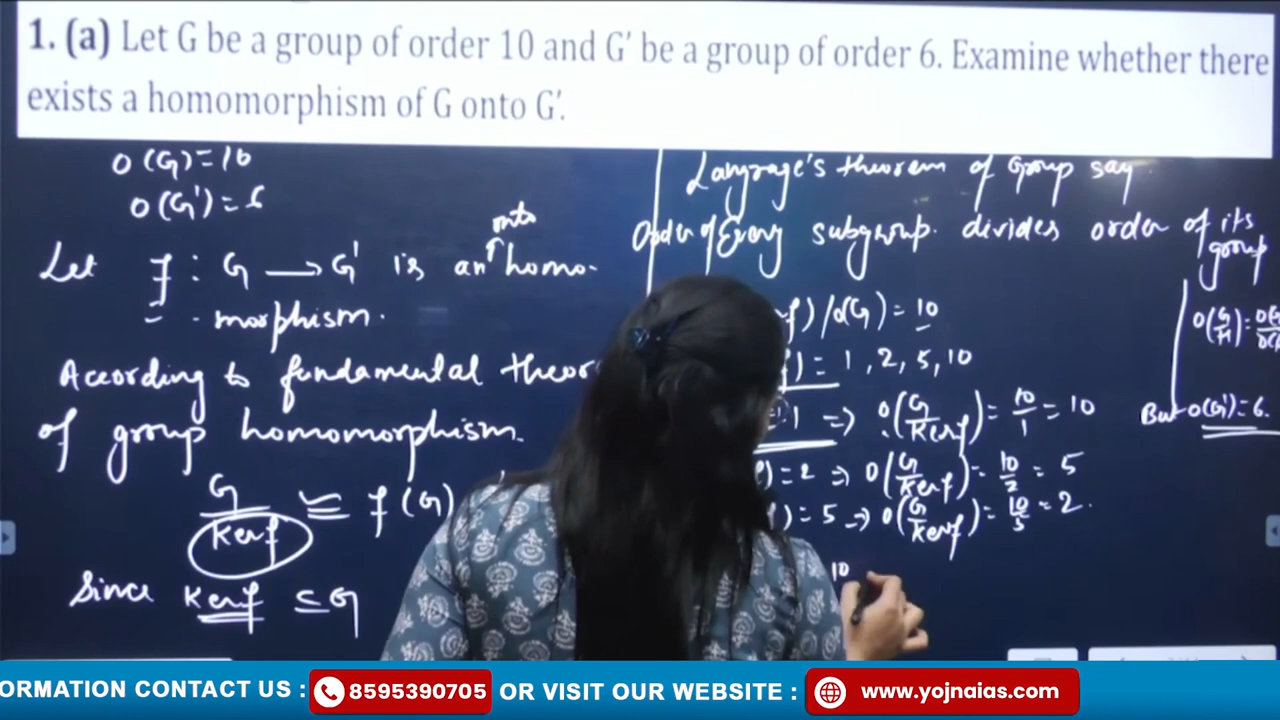 1. (a) Let G be a group of order 10 and G' be a group of order 6. Examine whether there
exists a homomorphism of G onto G'.
O(G)=10
O(G')=6
onto
Let f : G → G' is an homo-
morphism.
According to fundamental theor
of group homomorphism.
G/Kerf ≅ f(G)
Since Kerf ⊆ G
Langrage's theorem of Group say
Order of Every subgroup. divides order of its
group
f) / O(G) = 10
f) = 1, 2, 5, 10
=1 ⇒ O(G/Kerf) = 10/1 = 10
) = 2 ⇒ O(G/Kerf) = 10/2 = 5
) = 5 → O(G/Kerf) = 10/5 = 2.
10
O(G/H) = O(G
But O(G')=6.
ORMATION CONTACT US : 8595390705 OR VISIT OUR WEBSITE : www.yojnaias.com